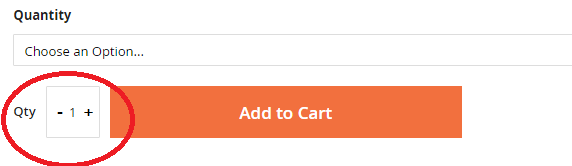 Quantity
Choose an Option...
Qty - 1 + Add to Cart